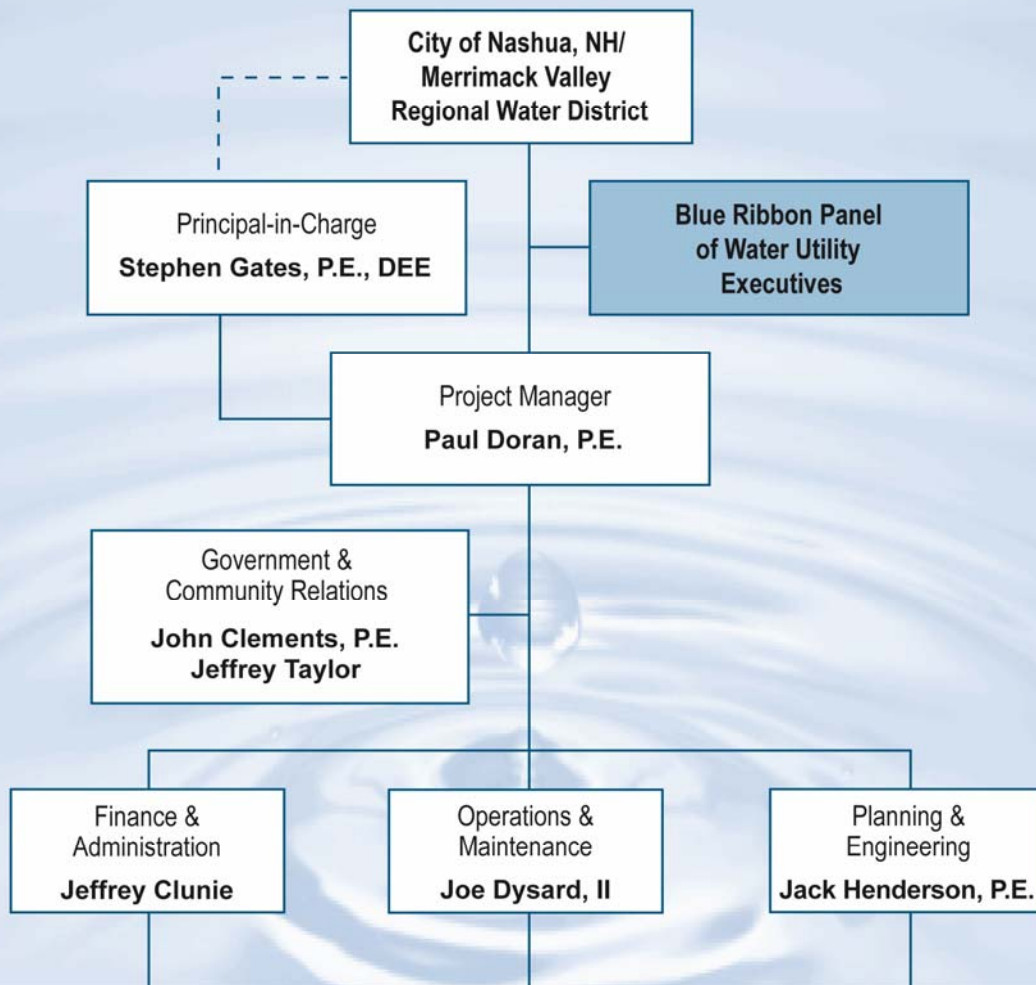 City of Nashua, NH/
Merrimack Valley
Regional Water District
Principal-in-Charge
Stephen Gates, P.E., DEE
Blue Ribbon Panel
of Water Utility
Executives
Project Manager
Paul Doran, P.E.
Government &
Community Relations
John Clements, P.E.
Jeffrey Taylor
Finance &
Administration
Jeffrey Clunie
Operations &
Maintenance
Joe Dysard, II
Planning &
Engineering
Jack Henderson, P.E.